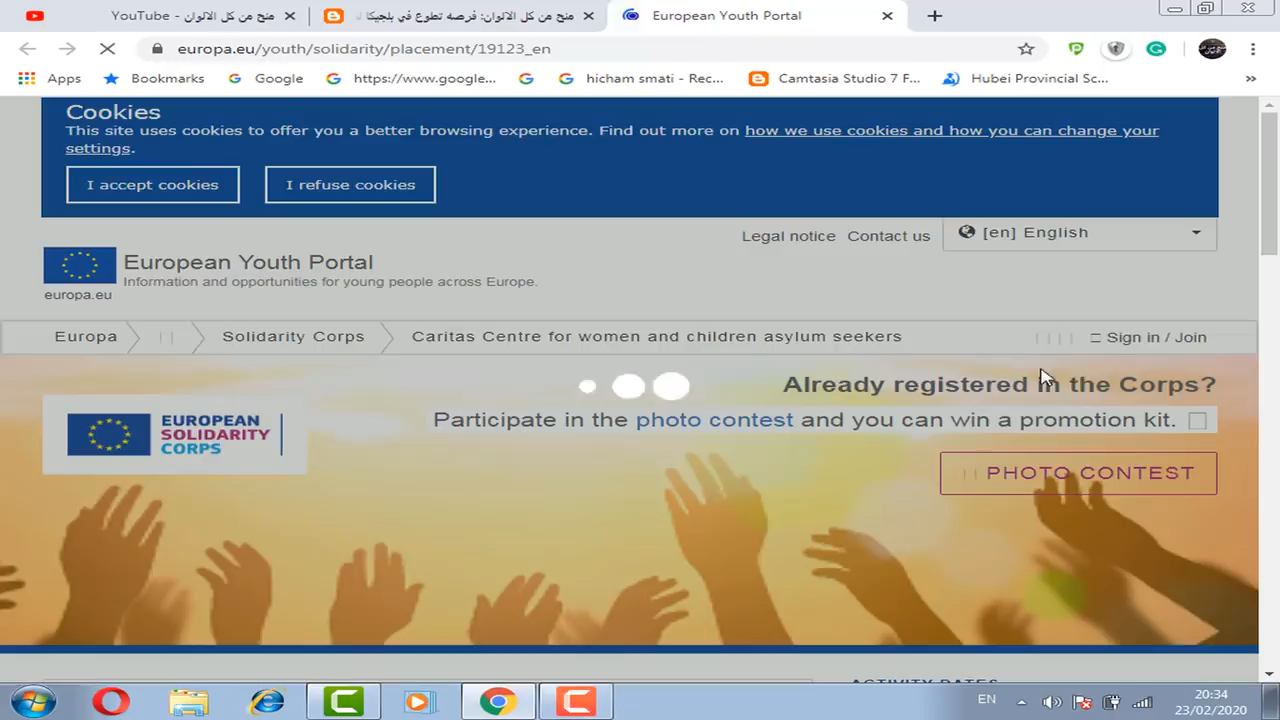 منح من كل الالوان - YouTube
منح من كل الالوان: فرصه تطوع في بلجيكا
European Youth Portal
europa.eu/youth/solidarity/placement/19123_en
Apps
Bookmarks
Google
https://www.google...
hicham smati - Rec...
Camtasia Studio 7 F...
Hubei Provincial Sc...
»
Cookies
This site uses cookies to offer you a better browsing experience. Find out more on how we use cookies and how you can change your
settings.
I accept cookies
I refuse cookies
Legal notice
Contact us
[en] English
European Youth Portal
Information and opportunities for young people across Europe.
europa.eu
Europa
Solidarity Corps
Caritas Centre for women and children asylum seekers
Sign in / Join
Already registered in the Corps?
Participate in the photo contest and you can win a promotion kit.
EUROPEAN
SOLIDARITY
CORPS
PHOTO CONTEST
ACTIVITY DATES
EN
20:34
23/02/2020